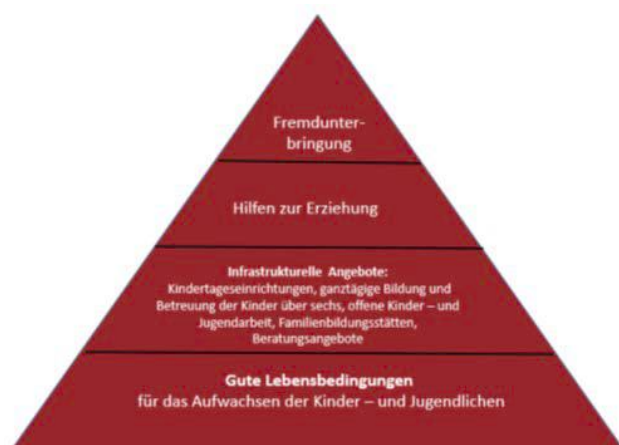 Fremdunter-
bringung
Hilfen zur Erziehung
Infrastrukturelle Angebote:
Kindertageseinrichtungen, ganztägige Bildung und
Betreuung der Kinder über sechs, offene Kinder – und
Jugendarbeit, Familienbildungsstätten,
Beratungsangebote
Gute Lebensbedingungen
für das Aufwachsen der Kinder – und Jugendlichen